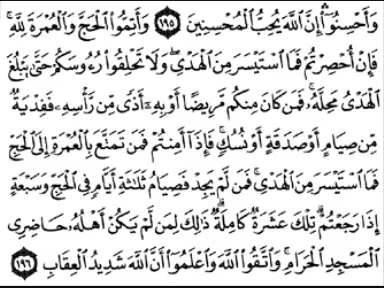 وَأَحْسِنُوٓا۟ۛ إِنَّ ٱللَّهَ يُحِبُّ ٱلْمُحْسِنِينَ ١٩٥ وَأَتِمُّوا۟ ٱلْحَجَّ وَٱلْعُمْرَةَ لِلَّهِۚ
فَإِنْ أُحْصِرْتُمْ فَمَا ٱسْتَيْسَرَ مِنَ ٱلْهَدْىِۖ وَلَا تَحْلِقُوا۟ رُءُوسَكُمْ حَتَّىٰ يَبْلُغَ
ٱلْهَدْىُ مَحِلَّهُۥۚ فَمَن كَانَ مِنكُم مَّرِيضًا أَوْ بِهِۦٓ أَذًى مِّن رَّأْسِهِۦ فَفِدْيَةٌ
مِّن صِيَامٍ أَوْ صَدَقَةٍ أَوْ نُسُكٍۚ فَإِذَآ أَمِنتُمْ فَمَن تَمَتَّعَ بِٱلْعُمْرَةِ إِلَى ٱلْحَجِّ
فَمَا ٱسْتَيْسَرَ مِنَ ٱلْهَدْىِۚ فَمَن لَّمْ يَجِدْ فَصِيَامُ ثَلَـٰثَةِ أَيَّامٍ فِى ٱلْحَجِّ وَسَبْعَةٍ
إِذَا رَجَعْتُمْۗ تِلْكَ عَشَرَةٌ كَامِلَةٌۗ ذَٰلِكَ لِمَن لَّمْ يَكُنْ أَهْلُهُۥ حَاضِرِى
ٱلْمَسْجِدِ ٱلْحَرَامِۚ وَٱتَّقُوا۟ ٱللَّهَ وَٱعْلَمُوٓا۟ أَنَّ ٱللَّهَ شَدِيدُ ٱلْعِقَابِ ١٩٦